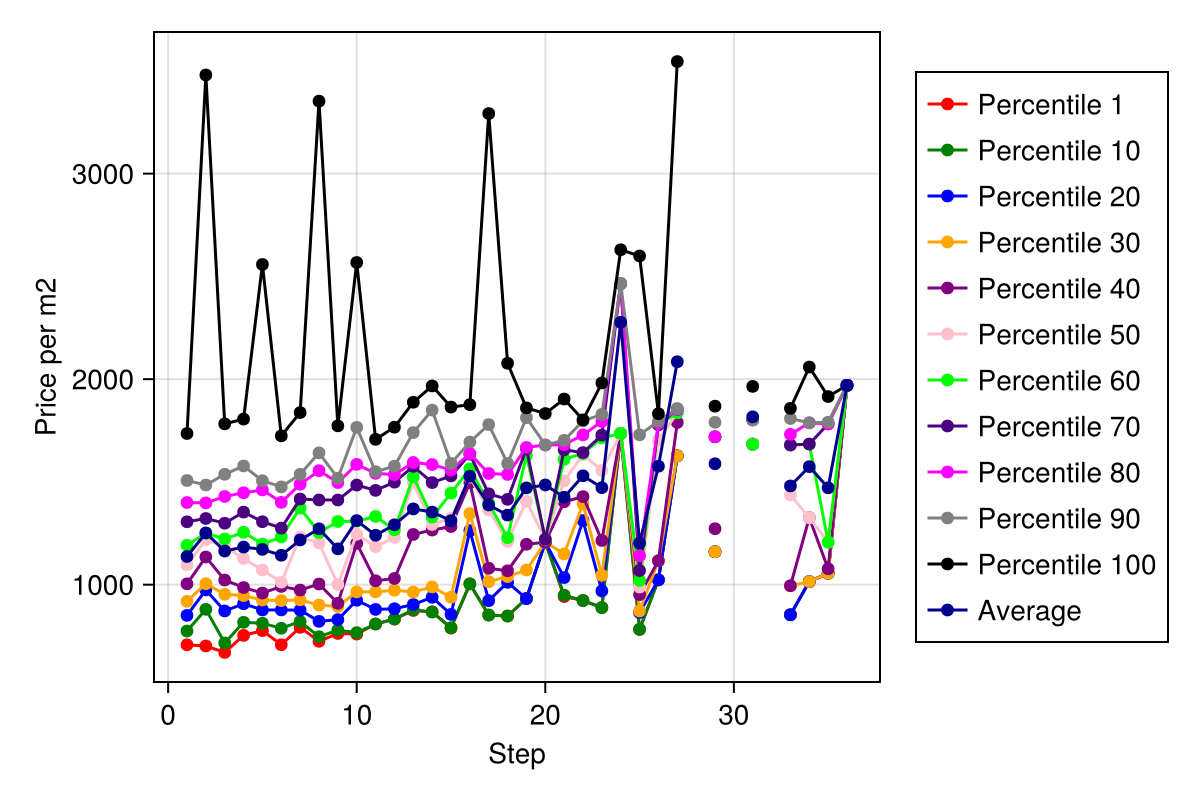 3000
2000
1000
Price per m2
0 10 20 30
Step
Percentile 1
Percentile 10
Percentile 20
Percentile 30
Percentile 40
Percentile 50
Percentile 60
Percentile 70
Percentile 80
Percentile 90
Percentile 100
Average